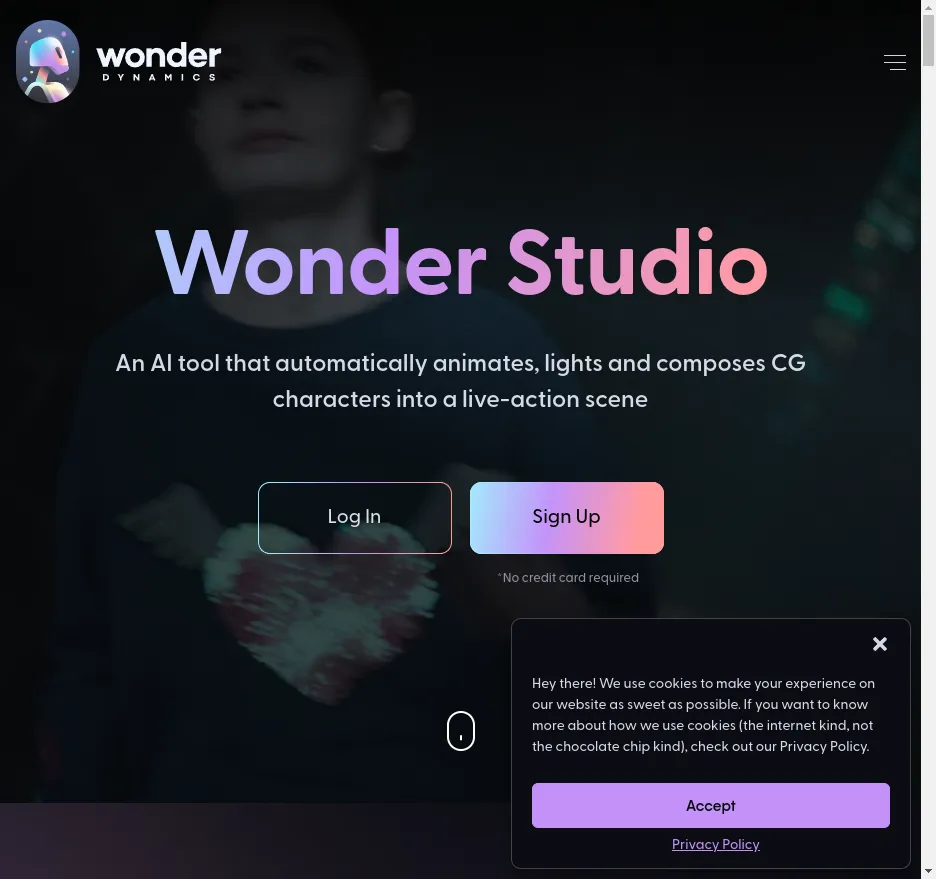 wonder
DYNAMICS
Wonder Studio
An AI tool that automatically animates, lights and composes CG
characters into a live-action scene
Log In
Sign Up
*No credit card required
Hey there! We use cookies to make your experience on
our website as sweet as possible. If you want to know
more about how we use cookies (the internet kind, not
the chocolate chip kind), check out our Privacy Policy.
Accept
Privacy Policy